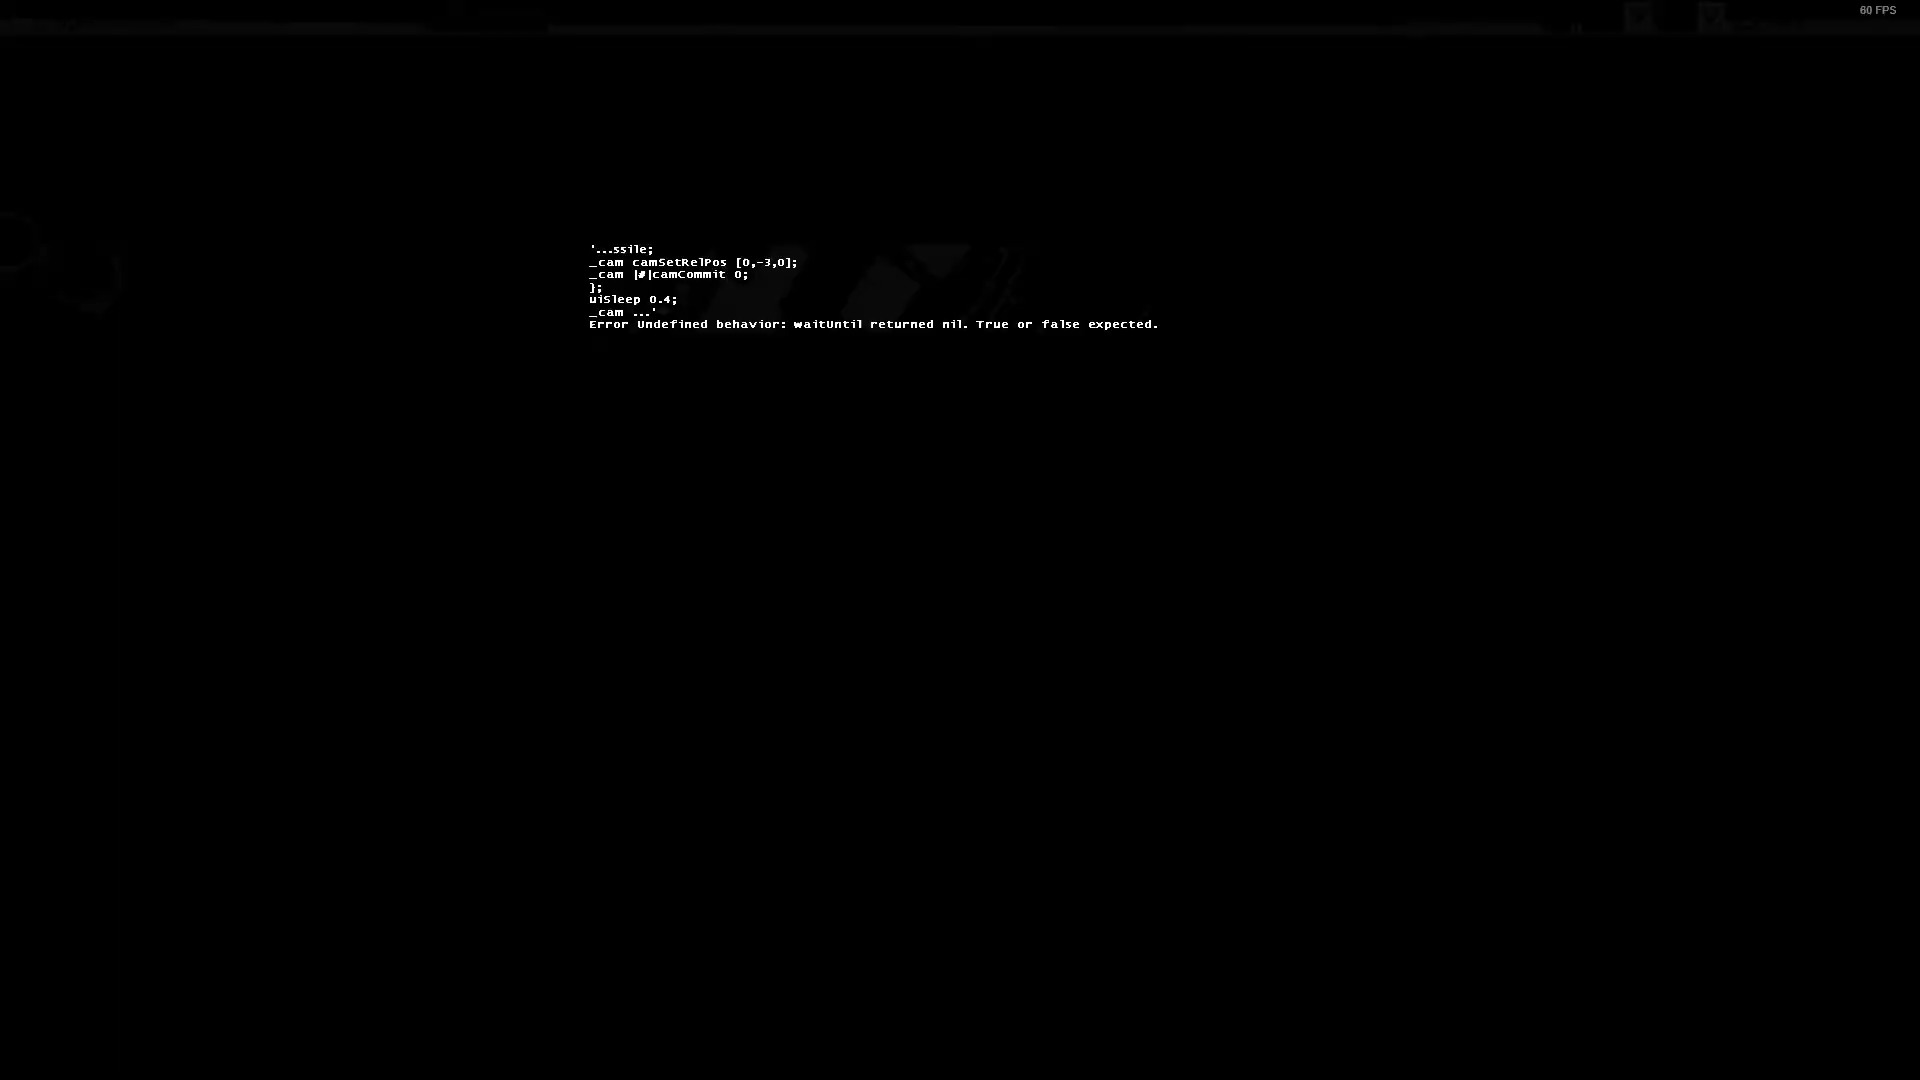 60 FPS
'...ssile;
_cam camSetRelPos [0,-3,0];
_cam |#|camCommit 0;
};
uiSleep 0.4;
_cam ...'
Error Undefined behavior: waitUntil returned nil. True or false expected.